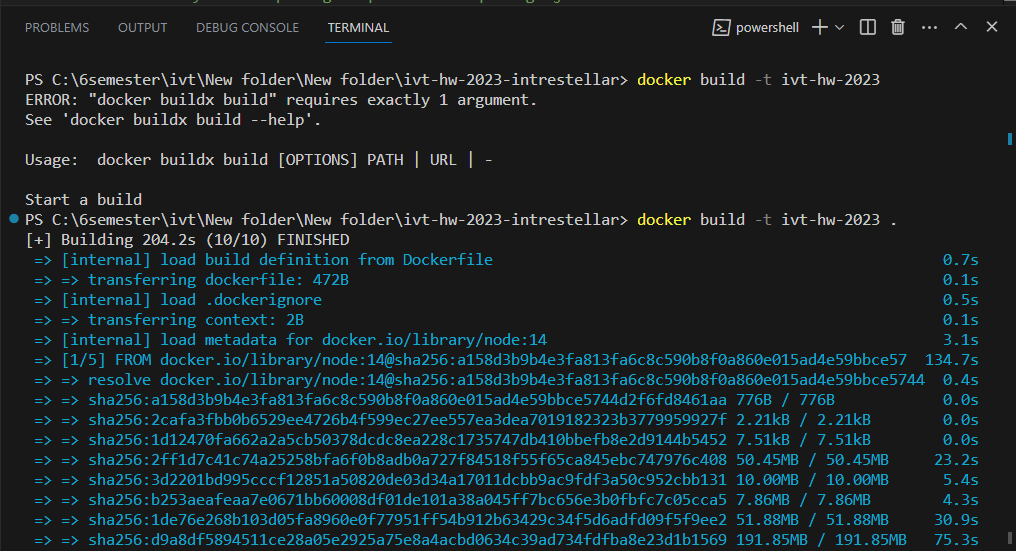 PROBLEMS OUTPUT DEBUG CONSOLE TERMINAL powershell
PS C:\6semester\ivt\New folder\New folder\ivt-hw-2023-intrestellar> docker build -t ivt-hw-2023
ERROR: "docker buildx build" requires exactly 1 argument.
See 'docker buildx build --help'.
Usage:  docker buildx build [OPTIONS] PATH | URL | -
Start a build
PS C:\6semester\ivt\New folder\New folder\ivt-hw-2023-intrestellar> docker build -t ivt-hw-2023 .
[+] Building 204.2s (10/10) FINISHED
=> [internal] load build definition from Dockerfile 0.7s
=> => transferring dockerfile: 472B 0.1s
=> [internal] load .dockerignore 0.5s
=> => transferring context: 2B 0.1s
=> [internal] load metadata for docker.io/library/node:14 3.1s
=> [1/5] FROM docker.io/library/node:14@sha256:a158d3b9b4e3fa813fa6c8c590b8f0a860e015ad4e59bbce57 134.7s
=> => resolve docker.io/library/node:14@sha256:a158d3b9b4e3fa813fa6c8c590b8f0a860e015ad4e59bbce5744 0.4s
=> => sha256:a158d3b9b4e3fa813fa6c8c590b8f0a860e015ad4e59bbce5744d2f6fd8461aa 776B / 776B 0.0s
=> => sha256:2cafa3fbb0b6529ee4726b4f599ec27ee557ea3dea7019182323b3779959927f 2.21kB / 2.21kB 0.0s
=> => sha256:1d12470fa662a2a5cb50378dcdc8ea228c1735747db410bbefb8e2d9144b5452 7.51kB / 7.51kB 0.0s
=> => sha256:2ff1d7c41c74a25258bfa6f0b8adb0a727f84518f55f65ca845ebc747976c408 50.45MB / 50.45MB 23.2s
=> => sha256:3d2201bd995cccf12851a50820de03d34a17011dcbb9ac9fdf3a50c952cbb131 10.00MB / 10.00MB 5.4s
=> => sha256:b253aeafeaa7e0671bb60008df01de101a38a045ff7bc656e3b0fbfc7c05cca5 7.86MB / 7.86MB 4.3s
=> => sha256:1de76e268b103d05fa8960e0f77951ff54b912b63429c34f5d6adfd09f5f9ee2 51.88MB / 51.88MB 30.9s
=> => sha256:d9a8df5894511ce28a05e2925a75e8a4acbd0634c39ad734fdfba8e23d1b1569 191.85MB / 191.85MB 75.3s